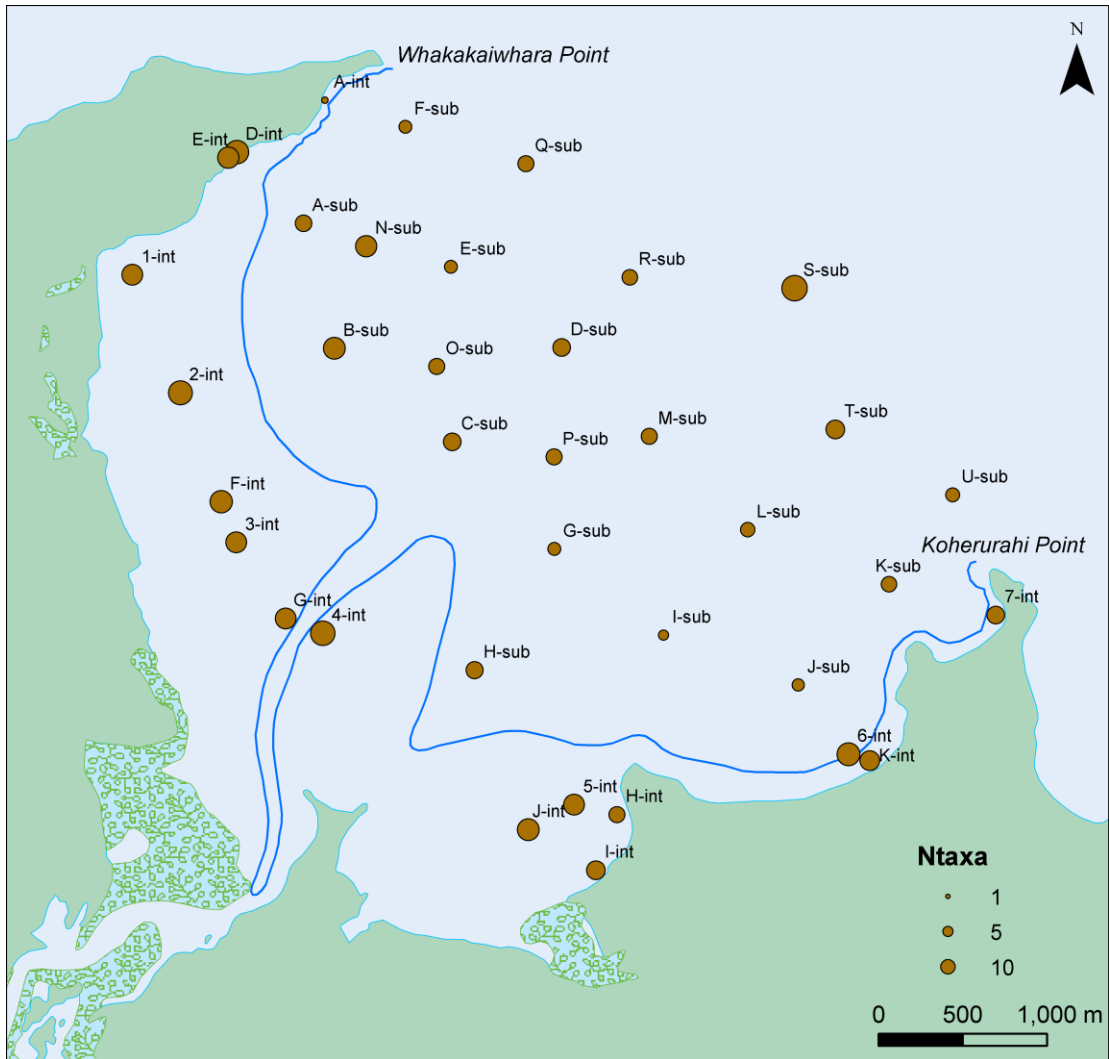 N
Whakakaiwhara Point
A-int
F-sub
D-int
E-int
Q-sub
A-sub
N-sub
E-sub
1-int
R-sub
S-sub
B-sub
D-sub
O-sub
2-int
T-sub
M-sub
C-sub
P-sub
F-int
U-sub
L-sub
3-int
G-sub
Koherurahi Point
K-sub
7-int
G-int
4-int
I-sub
H-sub
J-sub
6-int
K-int
5-int
H-int
J-int
I-int
Ntaxa
1
5
10
0 500 1,000 m